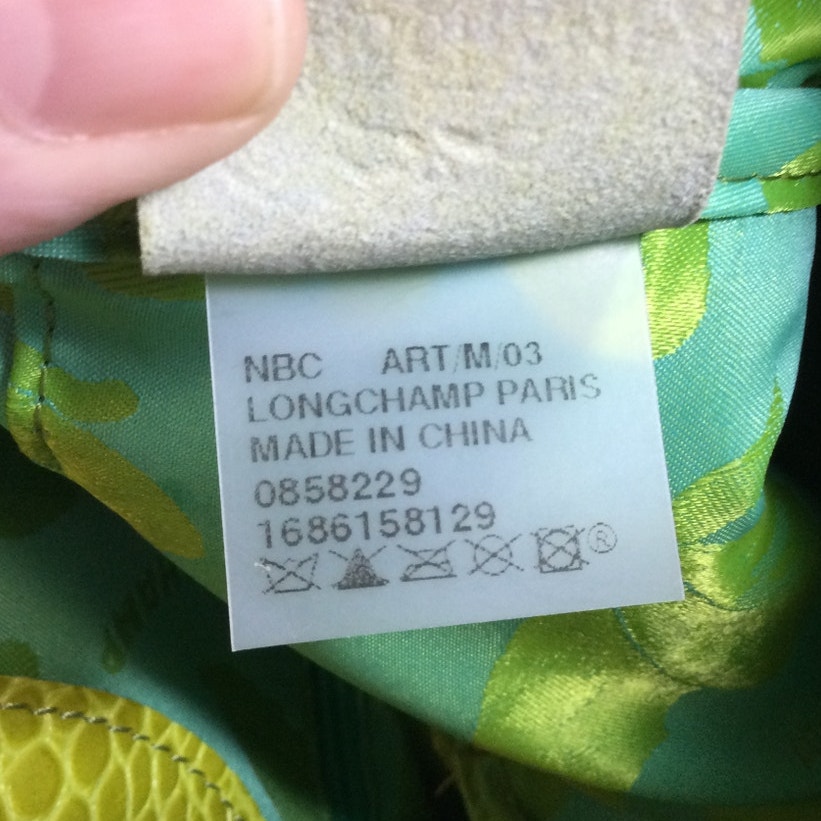 NBC ART/M/03
LONGCHAMP PARIS
MADE IN CHINA
0858229
1686158129
®